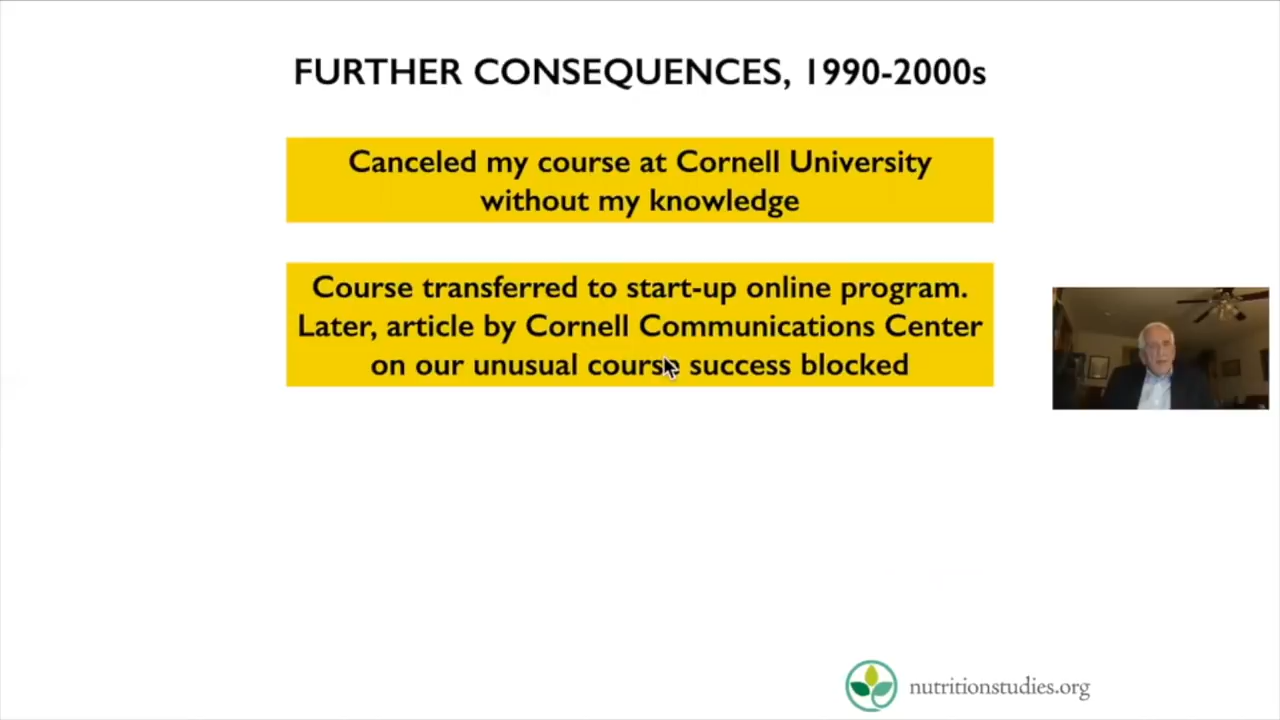 FURTHER CONSEQUENCES, 1990-2000s
Canceled my course at Cornell University
without my knowledge
Course transferred to start-up online program.
Later, article by Cornell Communications Center
on our unusual course success blocked
nutritionstudies.org